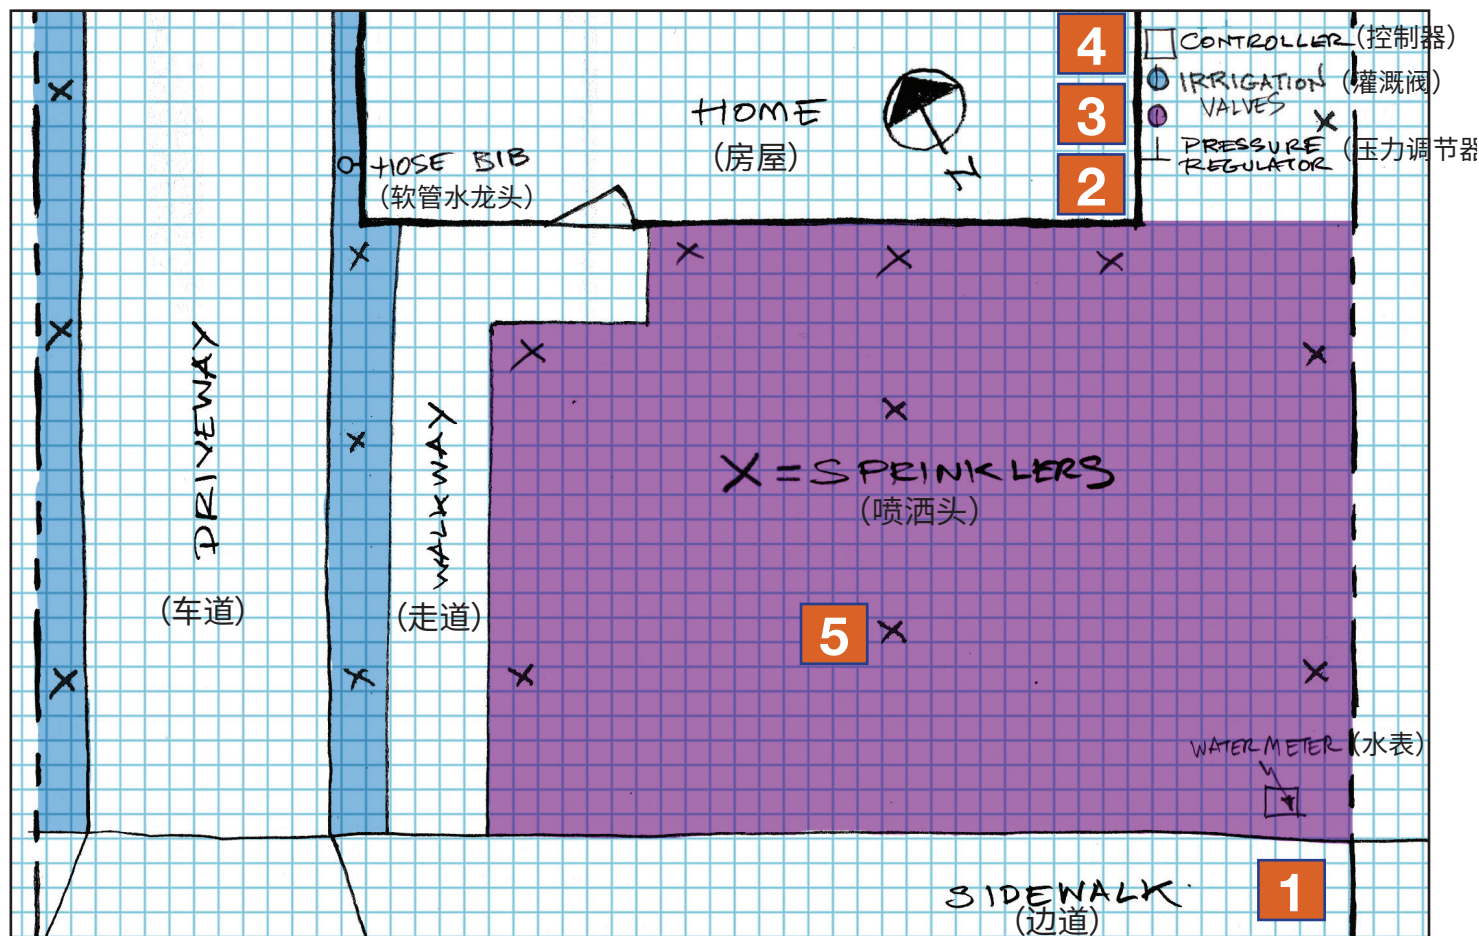 4
CONTROLLER (控制器)
IRRIGATION (灌溉阀)
VALVES
3
PRESSURE (压力调节器
REGULATOR
2
HOME
(房屋)
N
HOSE BIB
(软管水龙头)
DRIVEWAY
(车道)
WALKWAY
(走道)
X = SPRINKLERS
(喷洒头)
5
WATER METER (水表)
SIDEWALK
(边道)
1